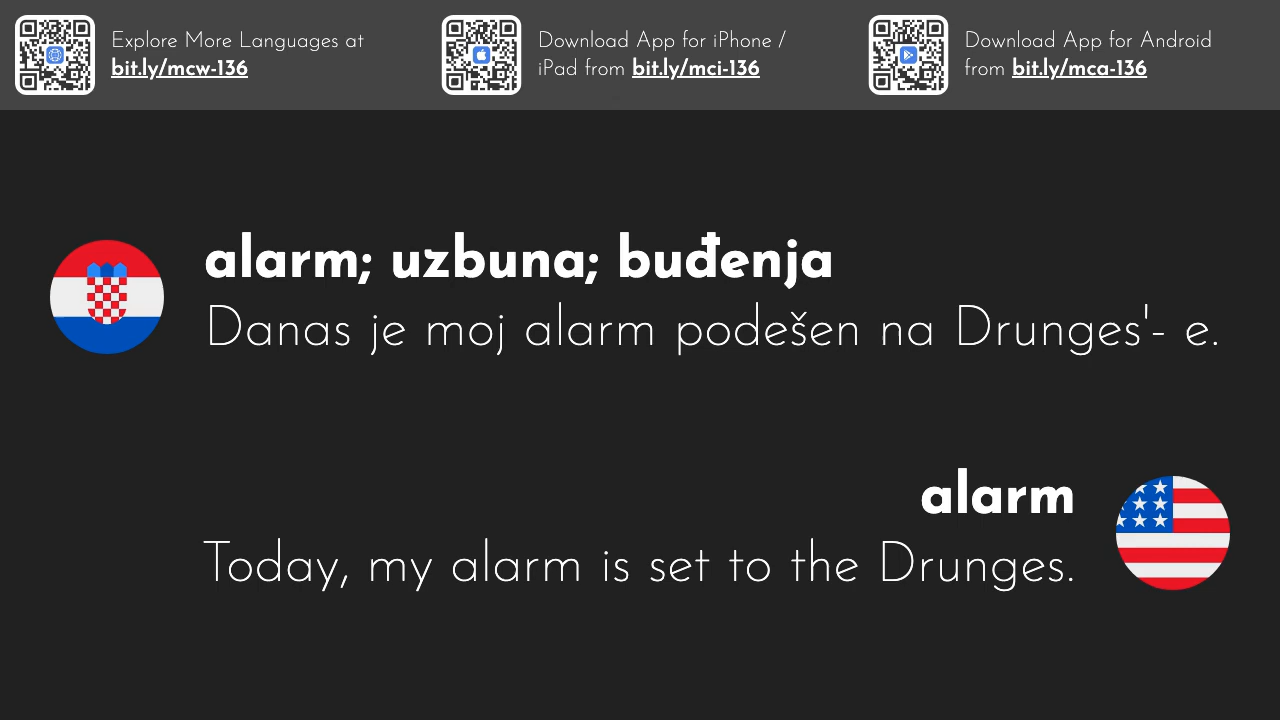 Explore More Languages at
bit.ly/mcw-136
Download App for iPhone /
iPad from bit.ly/mci-136
Download App for Android
from bit.ly/mca-136
alarm; uzbuna; buđenja
Danas je moj alarm podešen na Drunges'- e.
alarm
Today, my alarm is set to the Drunges.